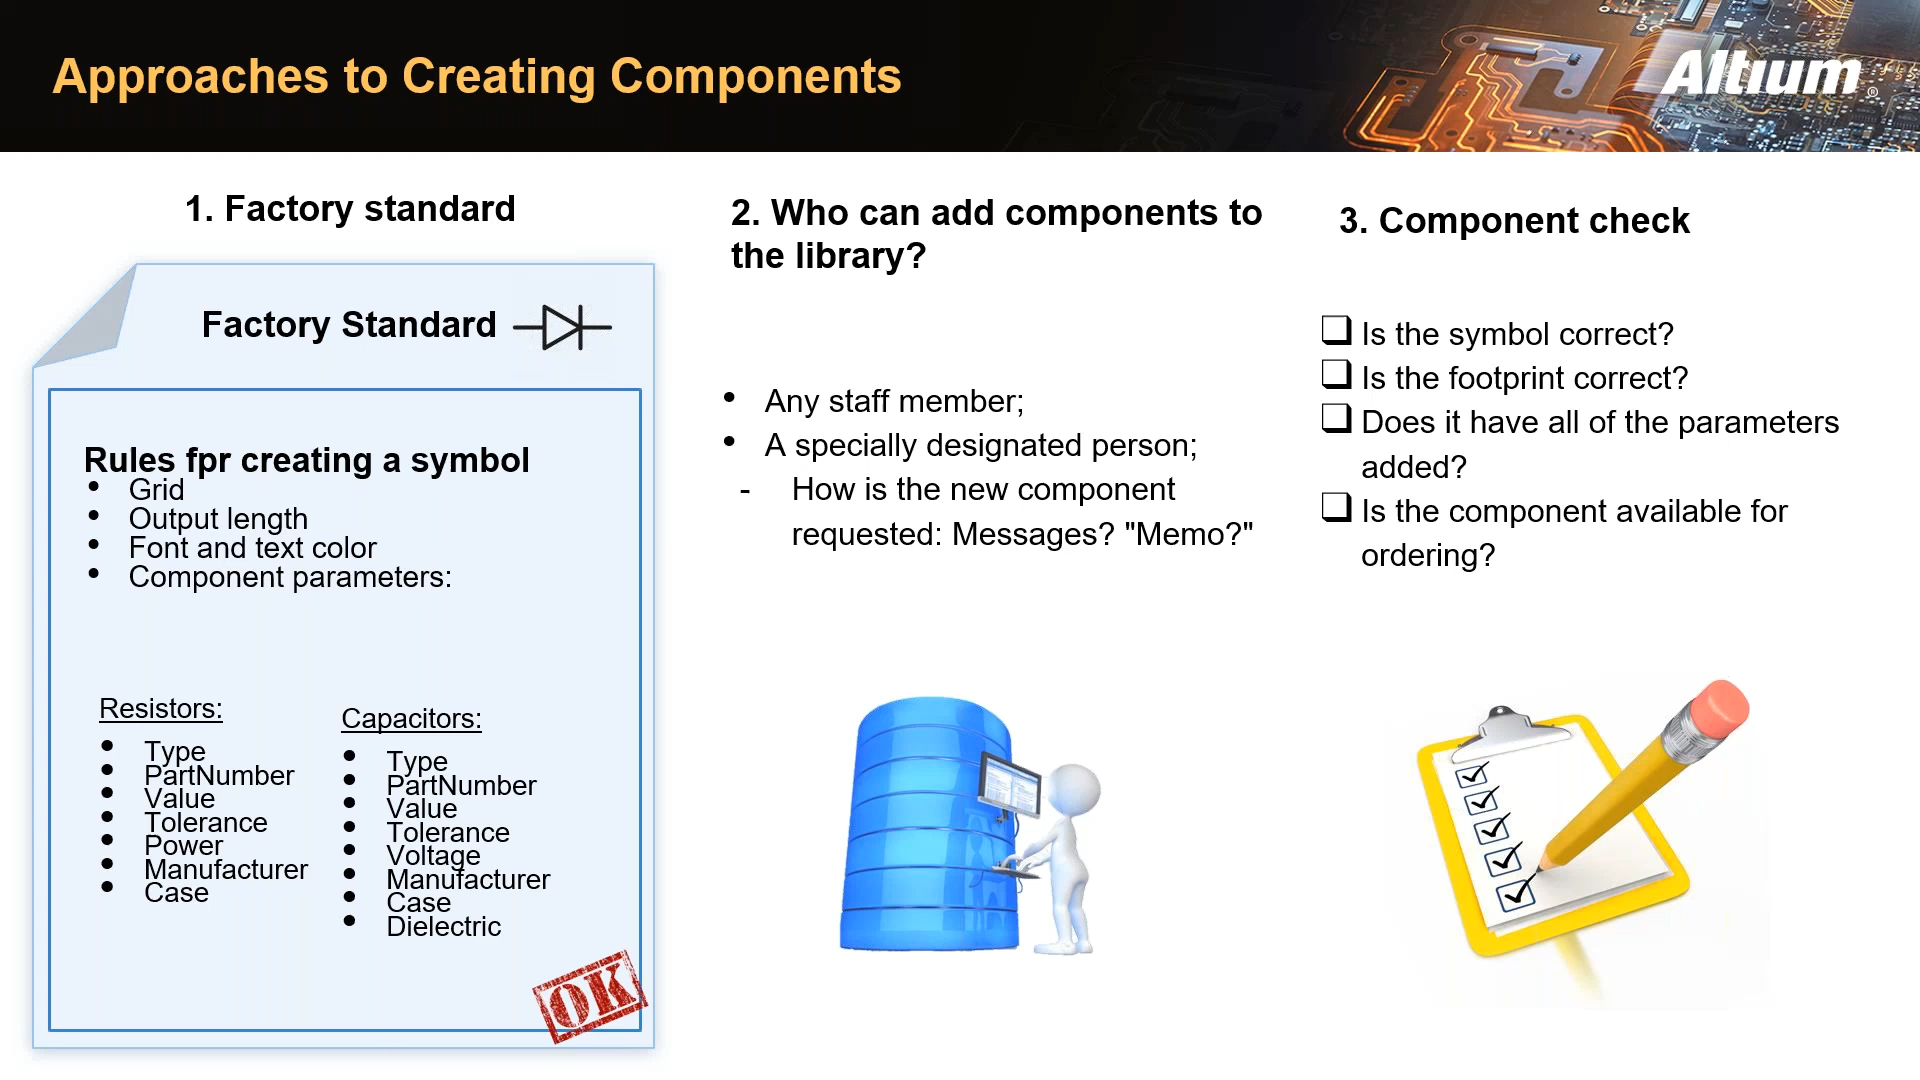 Approaches to Creating Components
Altium
®
1. Factory standard
Factory Standard
Rules fpr creating a symbol
• Grid
• Output length
• Font and text color
• Component parameters:
Resistors:
• Type
• PartNumber
• Value
• Tolerance
• Power
• Manufacturer
• Case
Capacitors:
• Type
• PartNumber
• Value
• Tolerance
• Voltage
• Manufacturer
• Case
• Dielectric
OK
2. Who can add components to
the library?
• Any staff member;
• A specially designated person;
- How is the new component
requested: Messages? "Memo?"
3. Component check
❑ Is the symbol correct?
❑ Is the footprint correct?
❑ Does it have all of the parameters
added?
❑ Is the component available for
ordering?